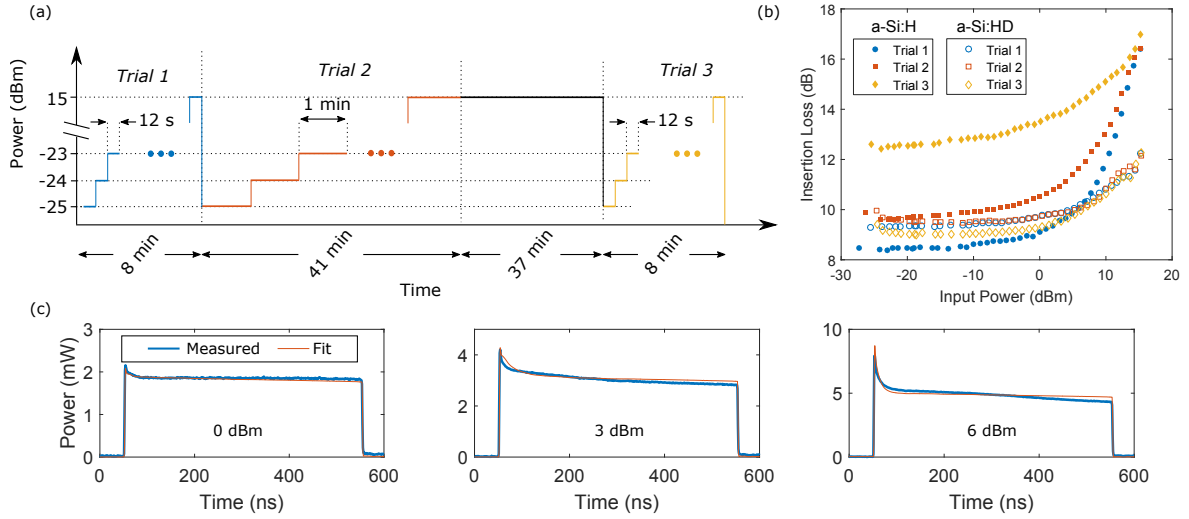 (a)
Power (dBm)
15
-23
-24
-25
Trial 1
Trial 2
Trial 3
12 s
1 min
12 s
8 min
41 min
37 min
8 min
Time
(b)
Insertion Loss (dB)
18
16
14
12
10
8
-30
-20
-10
0
10
20
Input Power (dBm)
a-Si:H
a-Si:HD
Trial 1
Trial 2
Trial 3
Trial 1
Trial 2
Trial 3
(c)
Power (mW)
3
2
1
0
Measured
Fit
0 dBm
0
200
400
600
Time (ns)
4
2
0
3 dBm
0
200
400
600
Time (ns)
10
5
0
6 dBm
0
200
400
600
Time (ns)